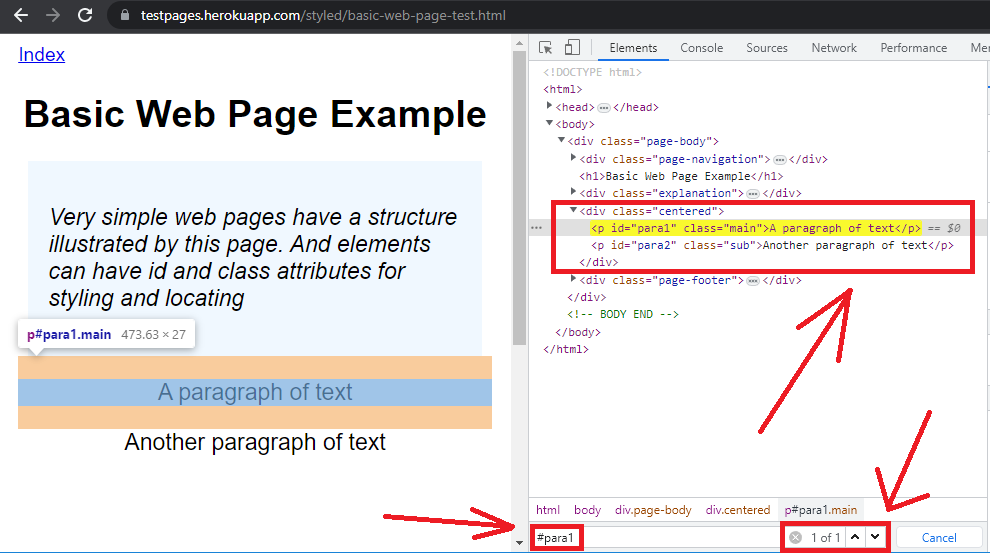 testpages.herokuapp.com/styled/basic-web-page-test.html
Index
Basic Web Page Example
Very simple web pages have a structure
illustrated by this page. And elements
can have id and class attributes for
styling and locating
p#para1.main 473.63 × 27
A paragraph of text
Another paragraph of text
Elements Console Sources Network Performance Mer
<!DOCTYPE html>
<html>
<head> ⋯ </head>
<body>
<div class="page-body">
<div class="page-navigation"> ⋯ </div>
<h1>Basic Web Page Example</h1>
<div class="explanation"> ⋯ </div>
<div class="centered">
<p id="para1" class="main">A paragraph of text</p> == $0
<p id="para2" class="sub">Another paragraph of text</p>
</div>
<div class="page-footer"> ⋯ </div>
</div>
<!-- BODY END -->
</body>
</html>
html body div.page-body div.centered p#para1.main
#para1 1 of 1 Cancel